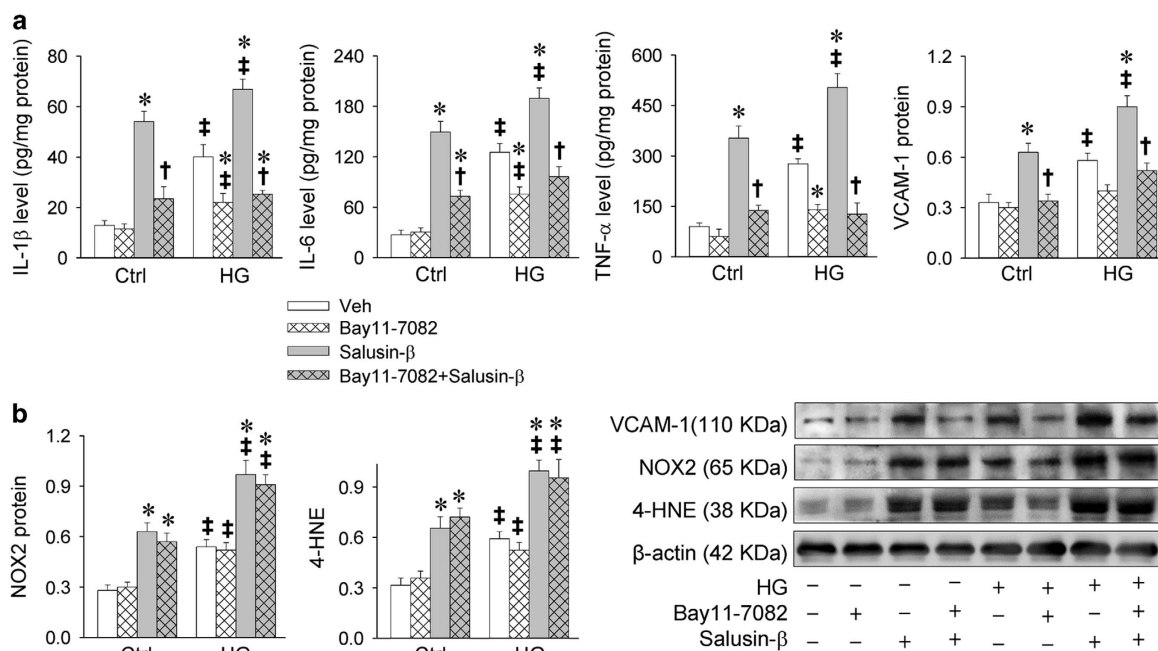 a
IL-1β level (pg/mg protein)
80
60
40
20
0
*
‡
*
‡
*
†
*
‡
*
†
Ctrl
HG
IL-6 level (pg/mg protein)
240
180
120
60
0
*
‡
*
‡
*
*
†
*
‡
†
Ctrl
HG
TNF-α level (pg/mg protein)
600
450
300
150
0
*
‡
*
‡
†
*
†
Ctrl
HG
VCAM-1 protein
1.2
0.9
0.6
0.3
0.0
*
‡
*
‡
†
†
Ctrl
HG
Veh
Bay11-7082
Salusin-β
Bay11-7082+Salusin-β
b
NOX2 protein
1.2
0.9
0.6
0.3
0.0
* *
‡ ‡
* *
‡ ‡
Ctrl
HG
4-HNE
0.9
0.6
0.3
0.0
* *
‡ ‡
* *
‡ ‡
Ctrl
HG
VCAM-1(110 KDa)
NOX2 (65 KDa)
4-HNE (38 KDa)
β-actin (42 KDa)
HG – – – – + + + +
Bay11-7082 – + – + – + – +
Salusin-β – – + + – – + +